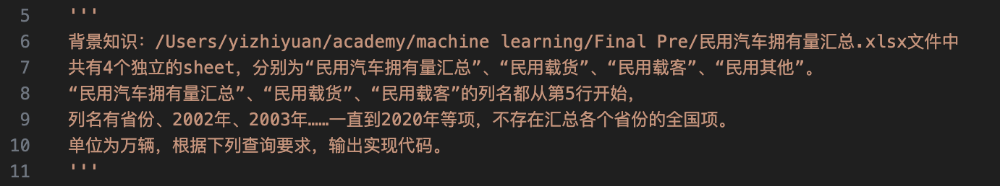 5 '''
6 背景知识：/Users/yizhiyuan/academy/machine learning/Final Pre/民用汽车拥有量汇总.xlsx文件中
7 共有4个独立的sheet，分别为“民用汽车拥有量汇总”、“民用载货”、“民用载客”、“民用其他”。
8 “民用汽车拥有量汇总”、“民用载货”、“民用载客”的列名都从第5行开始，
9 列名有省份、2002年、2003年……一直到2020年等项，不存在汇总各个省份的全国项。
10 单位为万辆，根据下列查询要求，输出实现代码。
11 '''